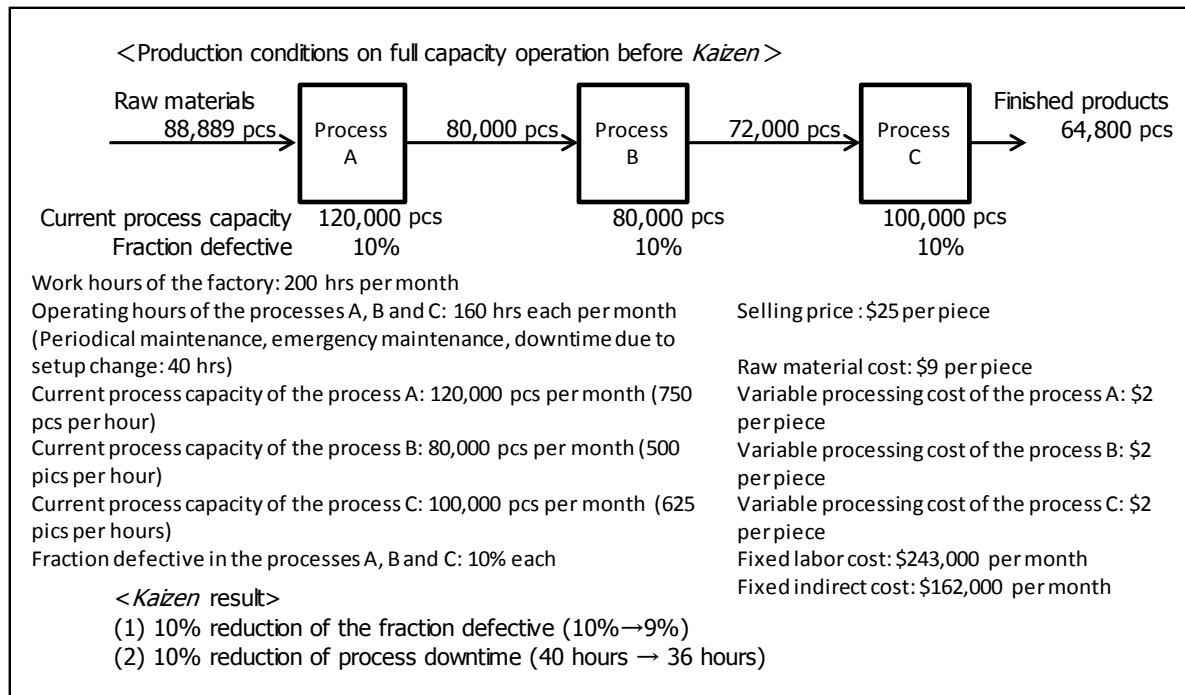 <Production conditions on full capacity operation before Kaizen>
Raw materials
88,889 pcs
Process
A
80,000 pcs
Process
B
72,000 pcs
Process
C
Finished products
64,800 pcs
Current process capacity 120,000 pcs 80,000 pcs 100,000 pcs
Fraction defective 10% 10% 10%
Work hours of the factory: 200 hrs per month
Operating hours of the processes A, B and C: 160 hrs each per month
(Periodical maintenance, emergency maintenance, downtime due to
setup change: 40 hrs)
Current process capacity of the process A: 120,000 pcs per month (750
pcs per hour)
Current process capacity of the process B: 80,000 pcs per month (500
pics per hour)
Current process capacity of the process C: 100,000 pcs per month (625
pics per hours)
Fraction defective in the processes A, B and C: 10% each
Selling price : $25 per piece
Raw material cost: $9 per piece
Variable processing cost of the process A: $2
per piece
Variable processing cost of the process B: $2
per piece
Variable processing cost of the process C: $2
per piece
Fixed labor cost: $243,000 per month
Fixed indirect cost: $162,000 per month
<Kaizen result>
(1) 10% reduction of the fraction defective (10%→9%)
(2) 10% reduction of process downtime (40 hours → 36 hours)